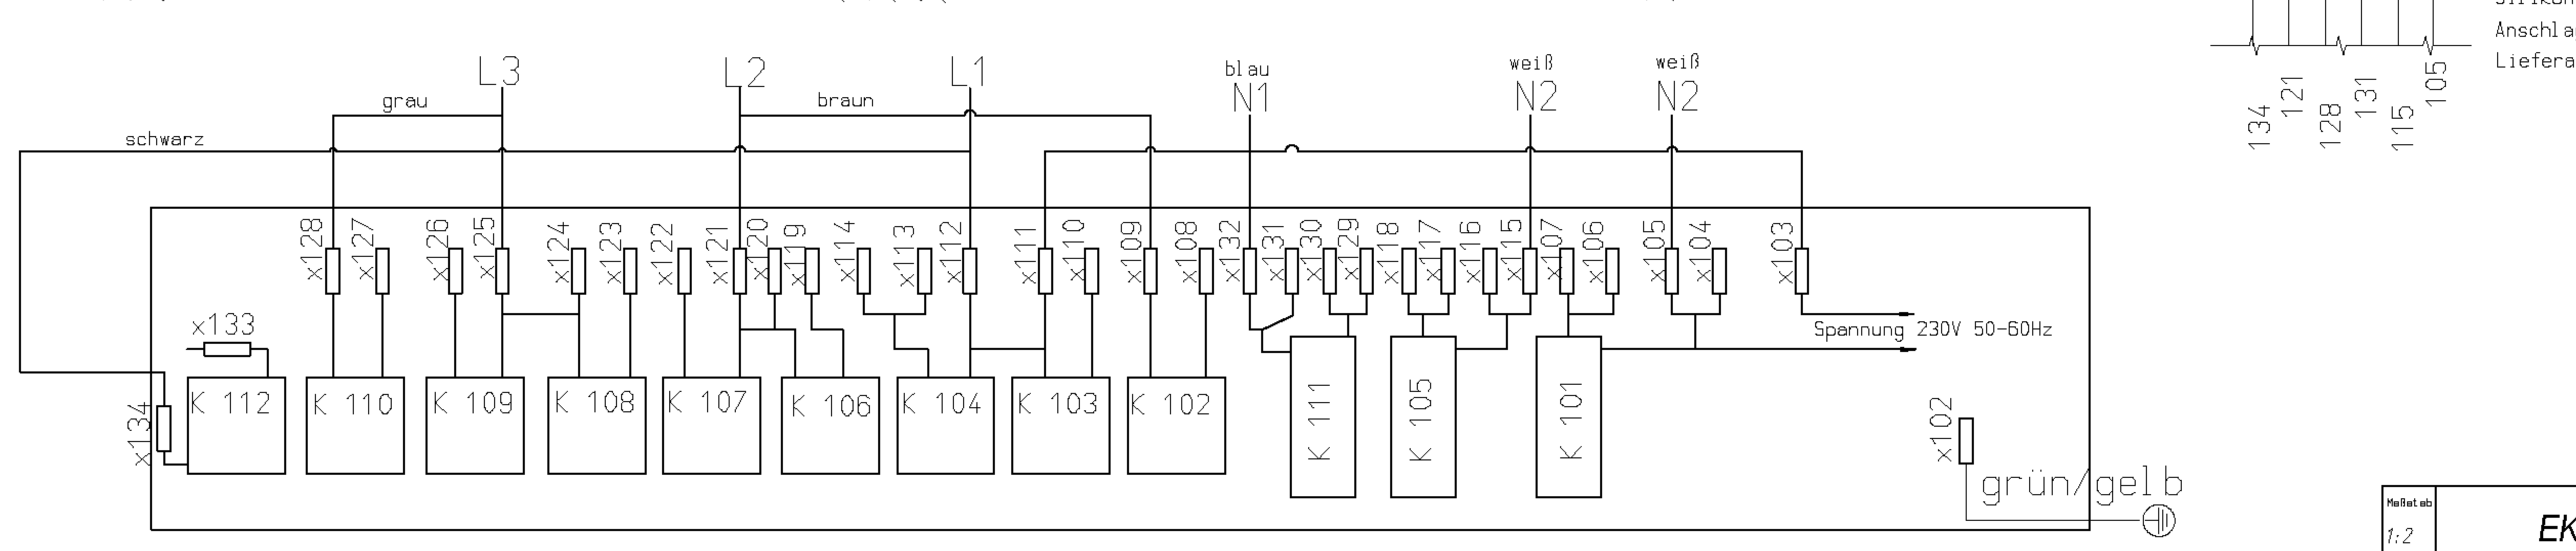 Anschla
Liefera
134
121
128
131
115
105
L3
L2
L1
blau
N1
weiß
N2
weiß
N2
grau
braun
schwarz
x128
x127
x126
x125
x124
x123
x122
x121
x120
x119
x114
x113
x112
x111
x110
x109
x108
x132
x131
x130
x129
x118
x117
x116
x115
x107
x106
x105
x104
x103
x133
Spannung 230V 50-60Hz
x134
K 112
K 110
K 109
K 108
K 107
K 106
K 104
K 103
K 102
K 111
K 105
K 101
x102
grün/gelb
Maßstab
1:2
EK